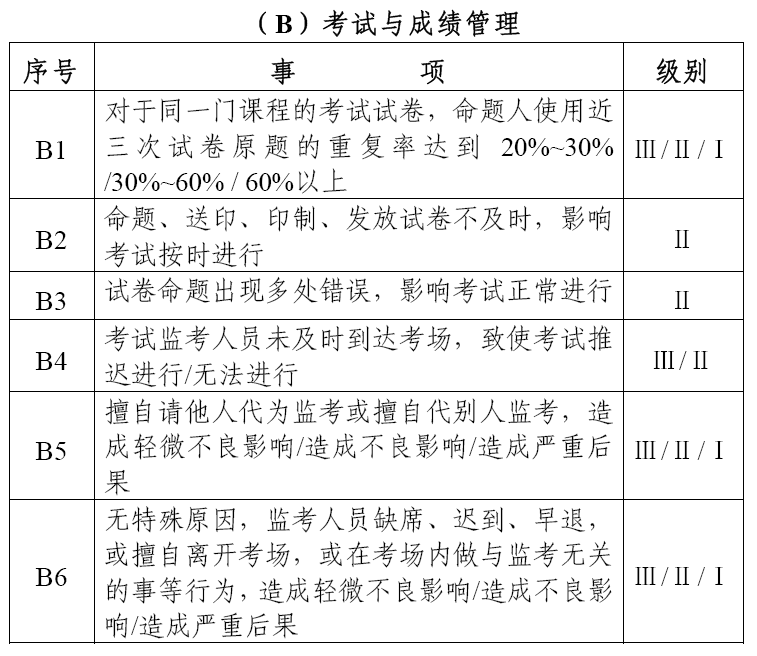 （B）考试与成绩管理
序号 事 项 级别
B1 对于同一门课程的考试试卷，命题人使用近
三次试卷原题的重复率达到 20%~30%
/30%~60% / 60%以上 Ⅲ / Ⅱ / Ⅰ
B2 命题、送印、印制、发放试卷不及时，影响
考试按时进行 Ⅱ
B3 试卷命题出现多处错误，影响考试正常进行 Ⅱ
B4 考试监考人员未及时到达考场，致使考试推
迟进行/无法进行 Ⅲ / Ⅱ
B5 擅自请他人代为监考或擅自代别人监考，造
成轻微不良影响/造成不良影响/造成严重后
果 Ⅲ / Ⅱ / Ⅰ
B6 无特殊原因，监考人员缺席、迟到、早退，
或擅自离开考场，或在考场内做与监考无关
的事等行为，造成轻微不良影响/造成不良影
响/造成严重后果 Ⅲ / Ⅱ / Ⅰ